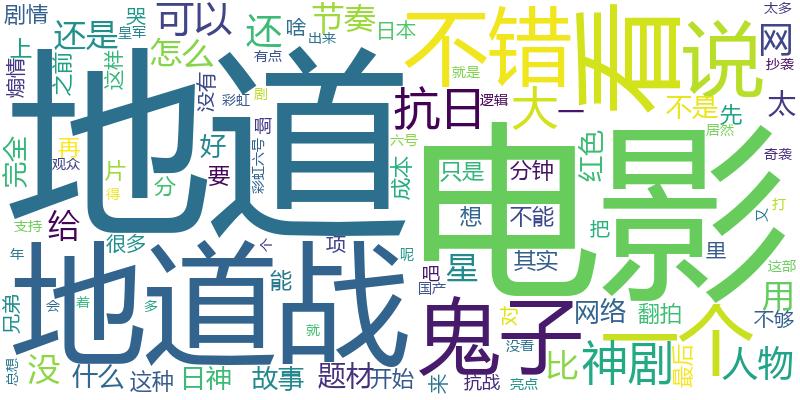 剧情
哭
可以
节奏
啥
日本
不错
看
说
网
太多
太
上
还是
皇军
怎么
还
出来
抄袭
煽情
之前
这样
没有
有点
就是
地道
抗日
逻辑
大
一
不是
先
彩虹
剧
完全
再
观众
片
好
彩虹六号
六号
电影
红色
居然
分
要
成本
只是
分钟
奇袭
得
给
想
不能
把
又
打
支持
很多
项
个
呢
吧
星
其实
里
这部
年
地道战
能
国产
用
兄弟
会
着
多
就
鬼子
对
网络
翻拍
一个
不够
总想
没
什么
这种
日神
故事
题材
开始
来
抗战
没看
亮点
比
神剧
最后
人物